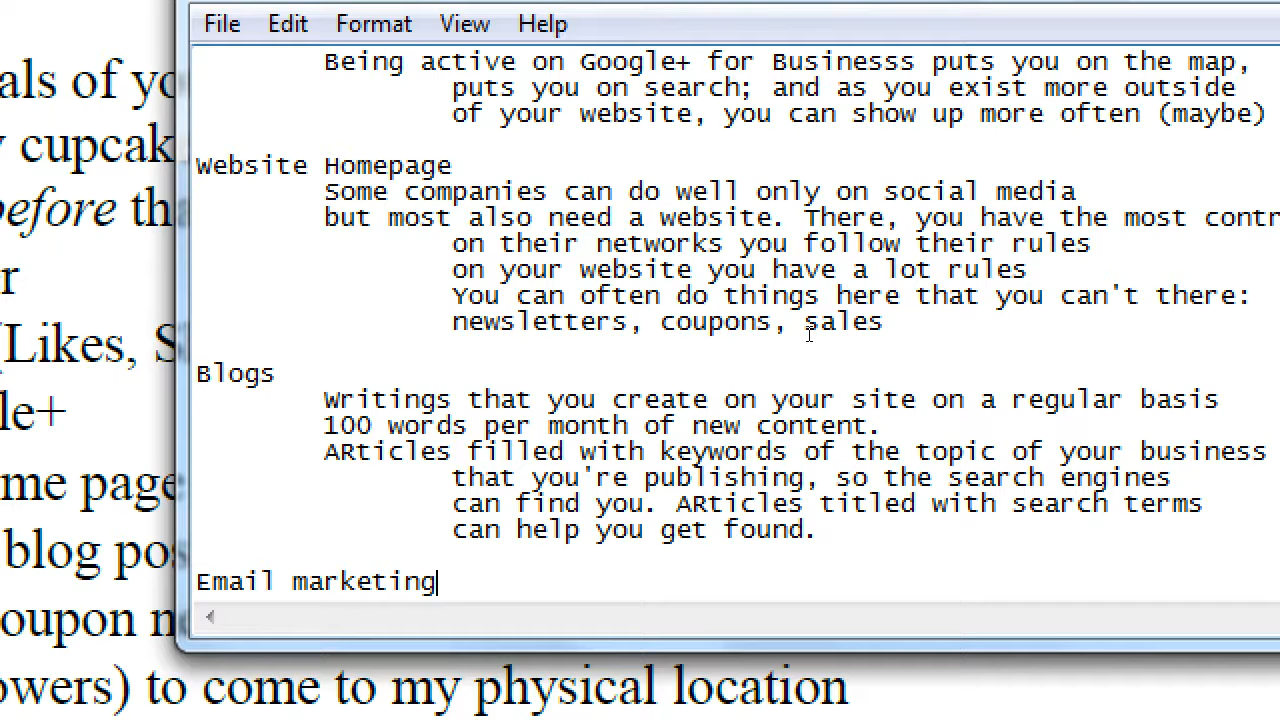 File Edit Format View Help
Being active on Google+ for Businesss puts you on the map,
puts you on search; and as you exist more outside
of your website, you can show up more often (maybe)
Website Homepage
Some companies can do well only on social media
but most also need a website. There, you have the most contr
on their networks you follow their rules
on your website you have a lot rules
You can often do things here that you can't there:
newsletters, coupons, sales
Blogs
Writings that you create on your site on a regular basis
100 words per month of new content.
ARticles filled with keywords of the topic of your business
that you're publishing, so the search engines
can find you. ARticles titled with search terms
can help you get found.
Email marketing
als of yo
cupcak
before th
r
(Likes, S
le+
me page
blog pos
oupon n
owers) to come to my physical location